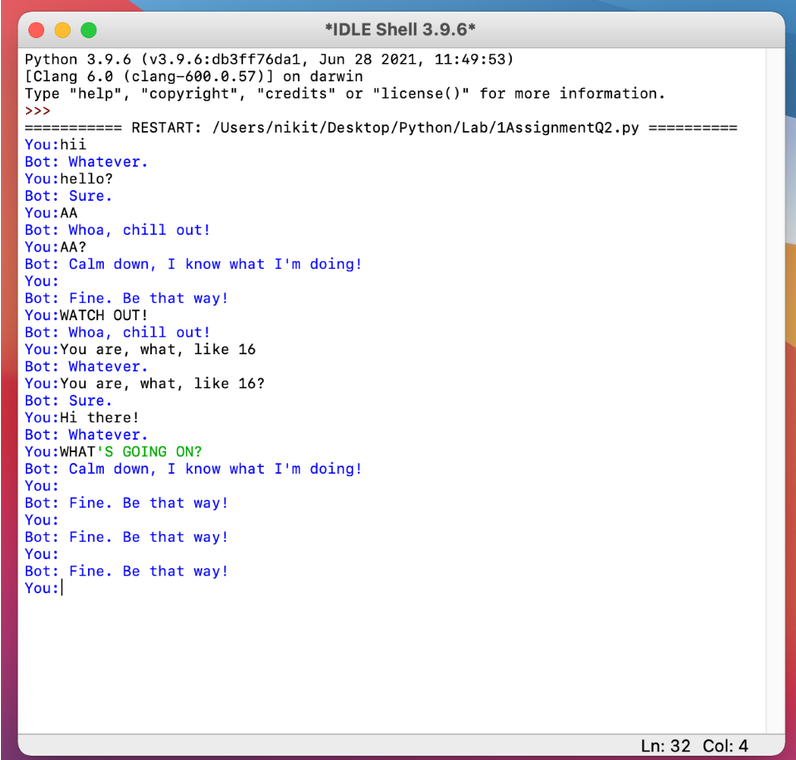 *IDLE Shell 3.9.6*
Python 3.9.6 (v3.9.6:db3ff76da1, Jun 28 2021, 11:49:53)
[Clang 6.0 (clang-600.0.57)] on darwin
Type "help", "copyright", "credits" or "license()" for more information.
>>>
=========== RESTART: /Users/nikit/Desktop/Python/Lab/1AssignmentQ2.py ==========
You:hii
Bot: Whatever.
You:hello?
Bot: Sure.
You:AA
Bot: Whoa, chill out!
You:AA?
Bot: Calm down, I know what I'm doing!
You:
Bot: Fine. Be that way!
You:WATCH OUT!
Bot: Whoa, chill out!
You:You are, what, like 16
Bot: Whatever.
You:You are, what, like 16?
Bot: Sure.
You:Hi there!
Bot: Whatever.
You:WHAT'S GOING ON?
Bot: Calm down, I know what I'm doing!
You:
Bot: Fine. Be that way!
You:
Bot: Fine. Be that way!
You:
Bot: Fine. Be that way!
You:
Ln: 32 Col: 4